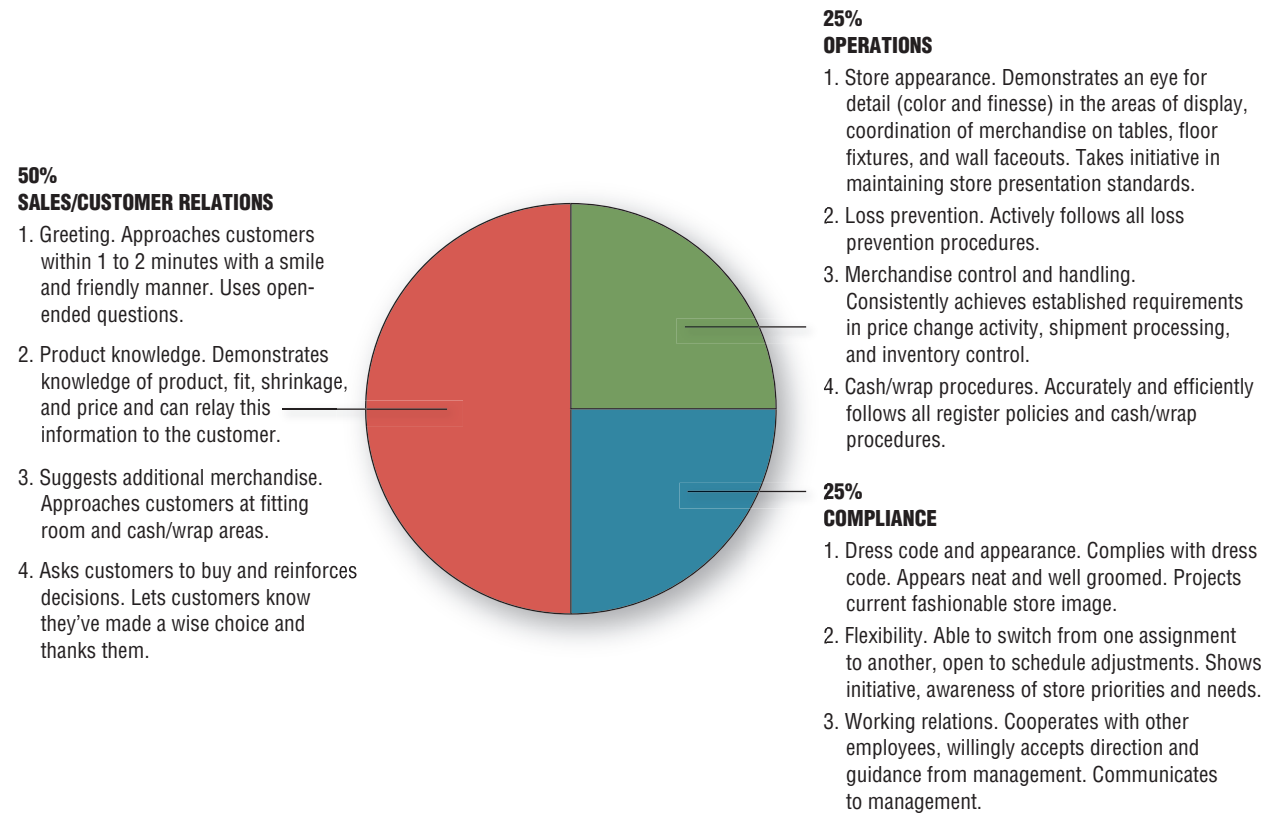 50%
SALES/CUSTOMER RELATIONS
1. Greeting. Approaches customers
within 1 to 2 minutes with a smile
and friendly manner. Uses open-
ended questions.
2. Product knowledge. Demonstrates
knowledge of product, fit, shrinkage,
and price and can relay this
information to the customer.
3. Suggests additional merchandise.
Approaches customers at fitting
room and cash/wrap areas.
4. Asks customers to buy and reinforces
decisions. Lets customers know
they've made a wise choice and
thanks them.
25%
OPERATIONS
1. Store appearance. Demonstrates an eye for
detail (color and finesse) in the areas of display,
coordination of merchandise on tables, floor
fixtures, and wall faceouts. Takes initiative in
maintaining store presentation standards.
2. Loss prevention. Actively follows all loss
prevention procedures.
3. Merchandise control and handling.
Consistently achieves established requirements
in price change activity, shipment processing,
and inventory control.
4. Cash/wrap procedures. Accurately and efficiently
follows all register policies and cash/wrap
procedures.
25%
COMPLIANCE
1. Dress code and appearance. Complies with dress
code. Appears neat and well groomed. Projects
current fashionable store image.
2. Flexibility. Able to switch from one assignment
to another, open to schedule adjustments. Shows
initiative, awareness of store priorities and needs.
3. Working relations. Cooperates with other
employees, willingly accepts direction and
guidance from management. Communicates
to management.